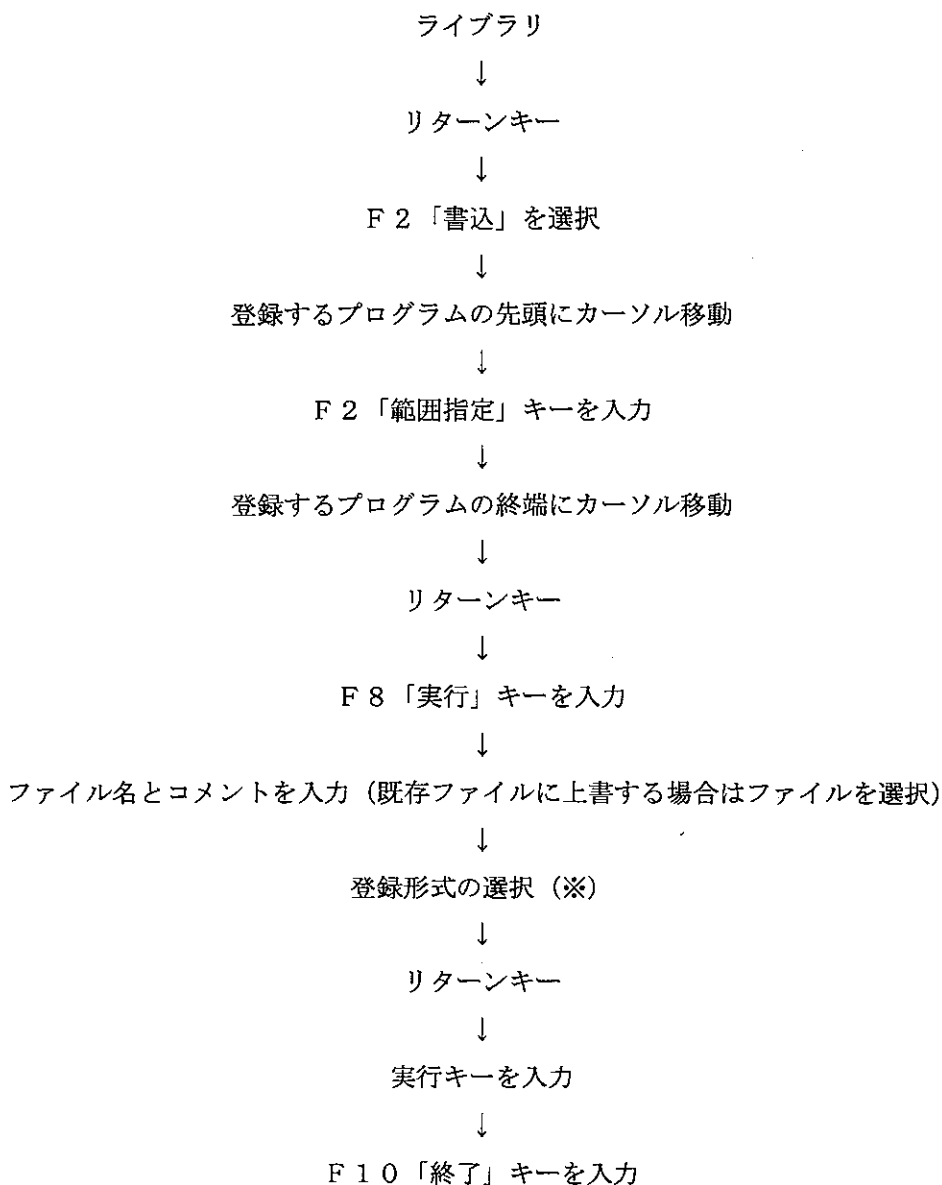 ライブラリ
↓
リターンキー
↓
F2「書込」を選択
↓
登録するプログラムの先頭にカーソル移動
↓
F2「範囲指定」キーを入力
↓
登録するプログラムの終端にカーソル移動
↓
リターンキー
↓
F8「実行」キーを入力
↓
ファイル名とコメントを入力(既存ファイルに上書する場合はファイルを選択)
↓
登録形式の選択(※)
↓
リターンキー
↓
実行キーを入力
↓
F10「終了」キーを入力